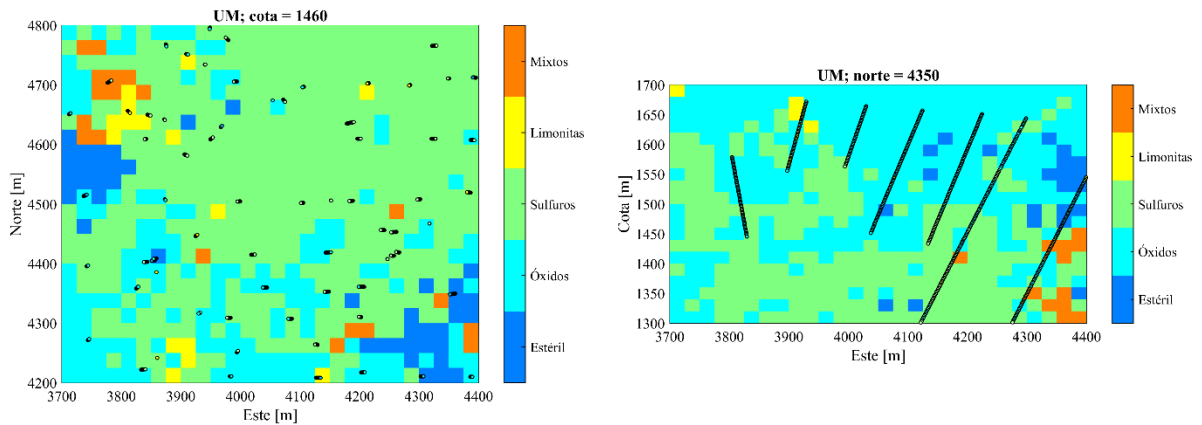 UM; cota = 1460
4800
4700
4600
4500
4400
4300
4200
Norte [m]
3700 3800 3900 4000 4100 4200 4300 4400
Este [m]
Mixtos
Limonitas
Sulfuros
Óxidos
Estéril
UM; norte = 4350
1700
1650
1600
1550
1500
1450
1400
1350
1300
Cota [m]
3700 3800 3900 4000 4100 4200 4300 4400
Este [m]
Mixtos
Limonitas
Sulfuros
Óxidos
Estéril